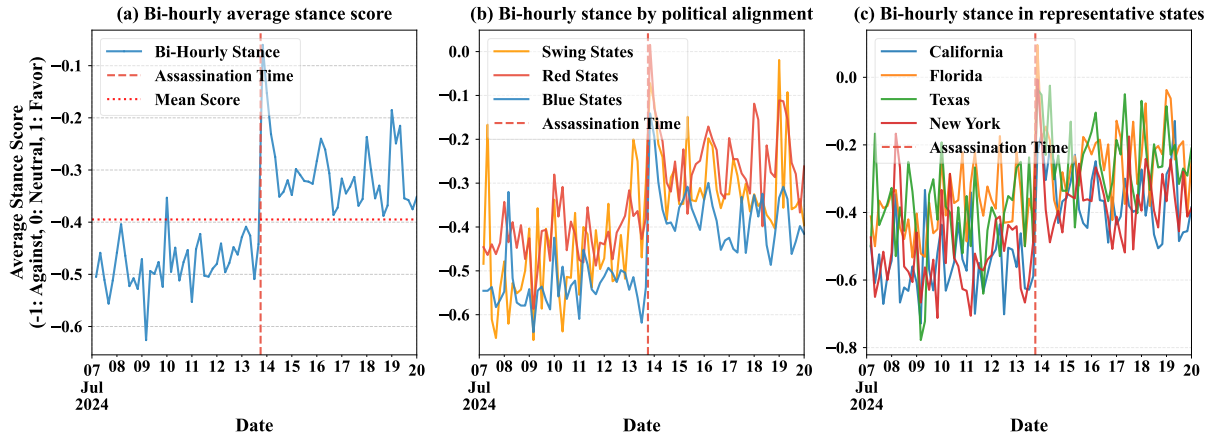 (a) Bi-hourly average stance score
Average Stance Score
(-1: Against, 0: Neutral, 1: Favor)
−0.1
−0.2
−0.3
−0.4
−0.5
−0.6
Bi-Hourly Stance
Assassination Time
Mean Score
07 08 09 10 11 12 13 14 15 16 17 18 19 20
Jul
2024
Date
(b) Bi-hourly stance by political alignment
0.0
−0.1
−0.2
−0.3
−0.4
−0.5
−0.6
Swing States
Red States
Blue States
Assassination Time
07 08 09 10 11 12 13 14 15 16 17 18 19 20
Jul
2024
Date
(c) Bi-hourly stance in representative states
0.0
−0.2
−0.4
−0.6
−0.8
California
Florida
Texas
New York
Assassination Time
07 08 09 10 11 12 13 14 15 16 17 18 19 20
Jul
2024
Date